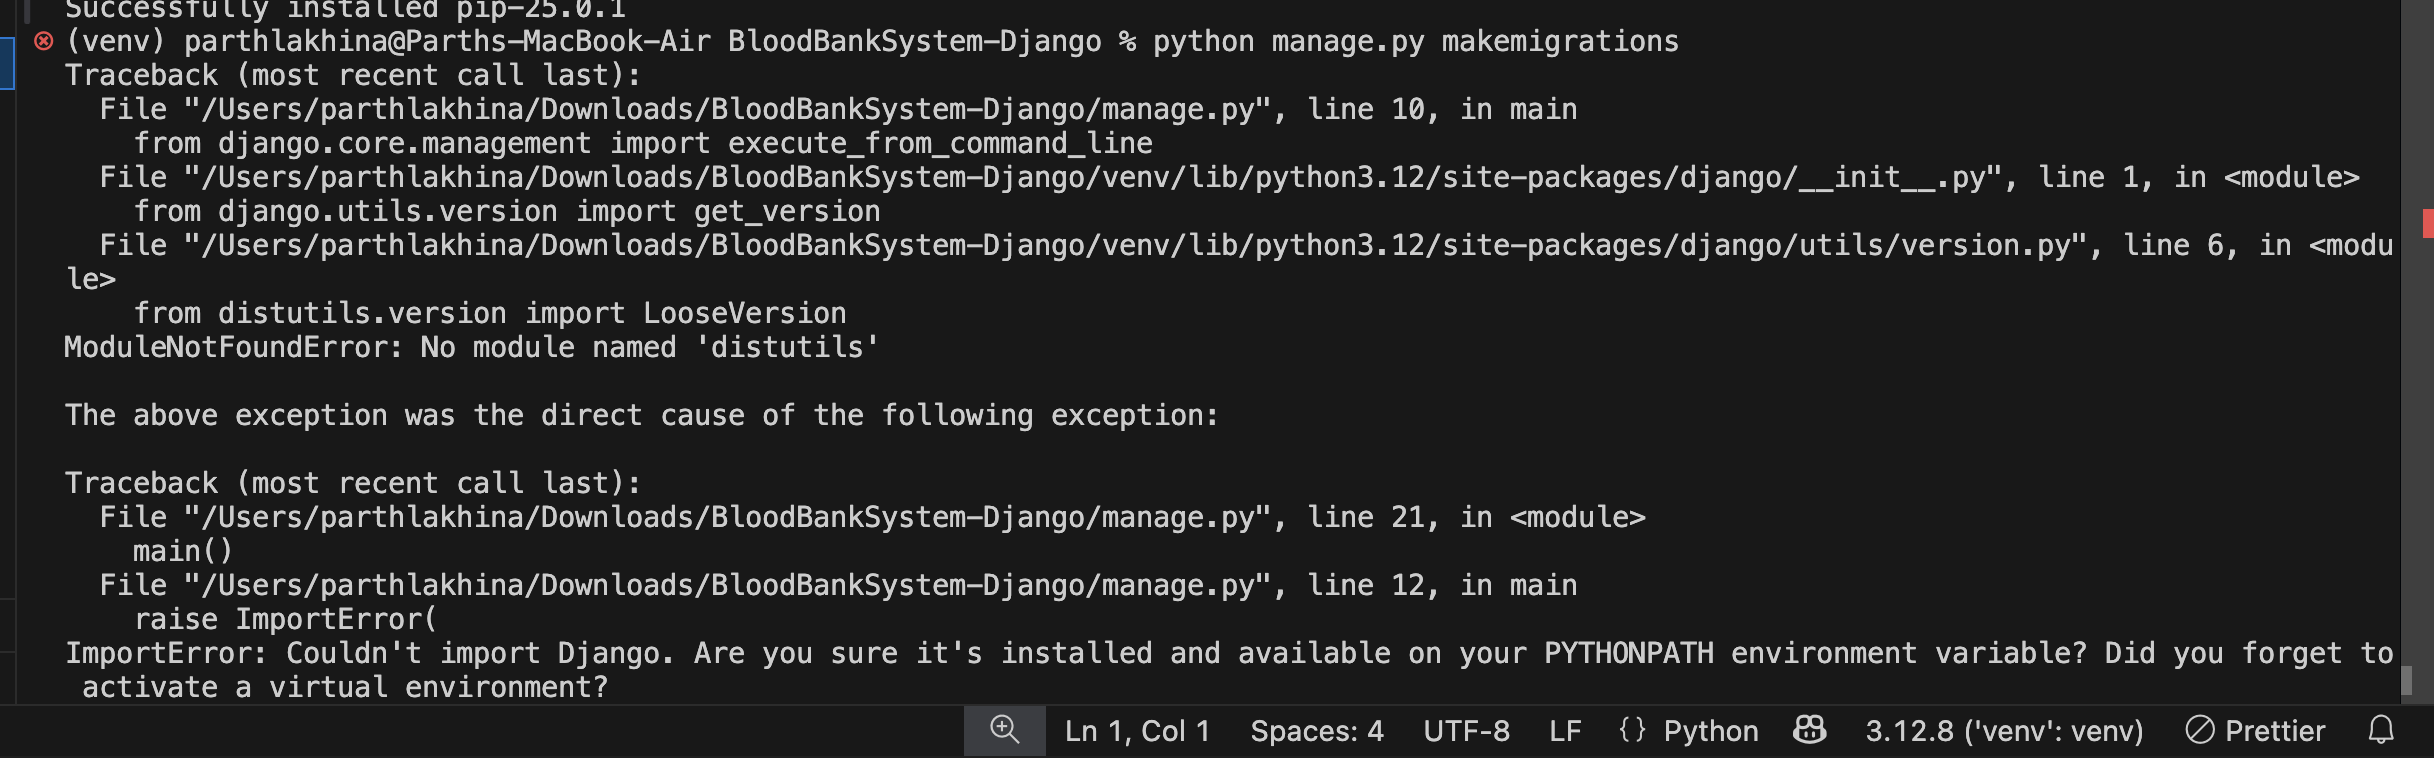 Successfully installed pip-25.0.1
(venv) parthlakhina@Parths-MacBook-Air BloodBankSystem-Django % python manage.py makemigrations
Traceback (most recent call last):
  File "/Users/parthlakhina/Downloads/BloodBankSystem-Django/manage.py", line 10, in main
    from django.core.management import execute_from_command_line
  File "/Users/parthlakhina/Downloads/BloodBankSystem-Django/venv/lib/python3.12/site-packages/django/__init__.py", line 1, in <module>
    from django.utils.version import get_version
  File "/Users/parthlakhina/Downloads/BloodBankSystem-Django/venv/lib/python3.12/site-packages/django/utils/version.py", line 6, in <modu
le>
    from distutils.version import LooseVersion
ModuleNotFoundError: No module named 'distutils'

The above exception was the direct cause of the following exception:

Traceback (most recent call last):
  File "/Users/parthlakhina/Downloads/BloodBankSystem-Django/manage.py", line 21, in <module>
    main()
  File "/Users/parthlakhina/Downloads/BloodBankSystem-Django/manage.py", line 12, in main
    raise ImportError(
ImportError: Couldn't import Django. Are you sure it's installed and available on your PYTHONPATH environment variable? Did you forget to
 activate a virtual environment?
Ln 1, Col 1 Spaces: 4 UTF-8 LF {} Python 3.12.8 ('venv': venv) Prettier